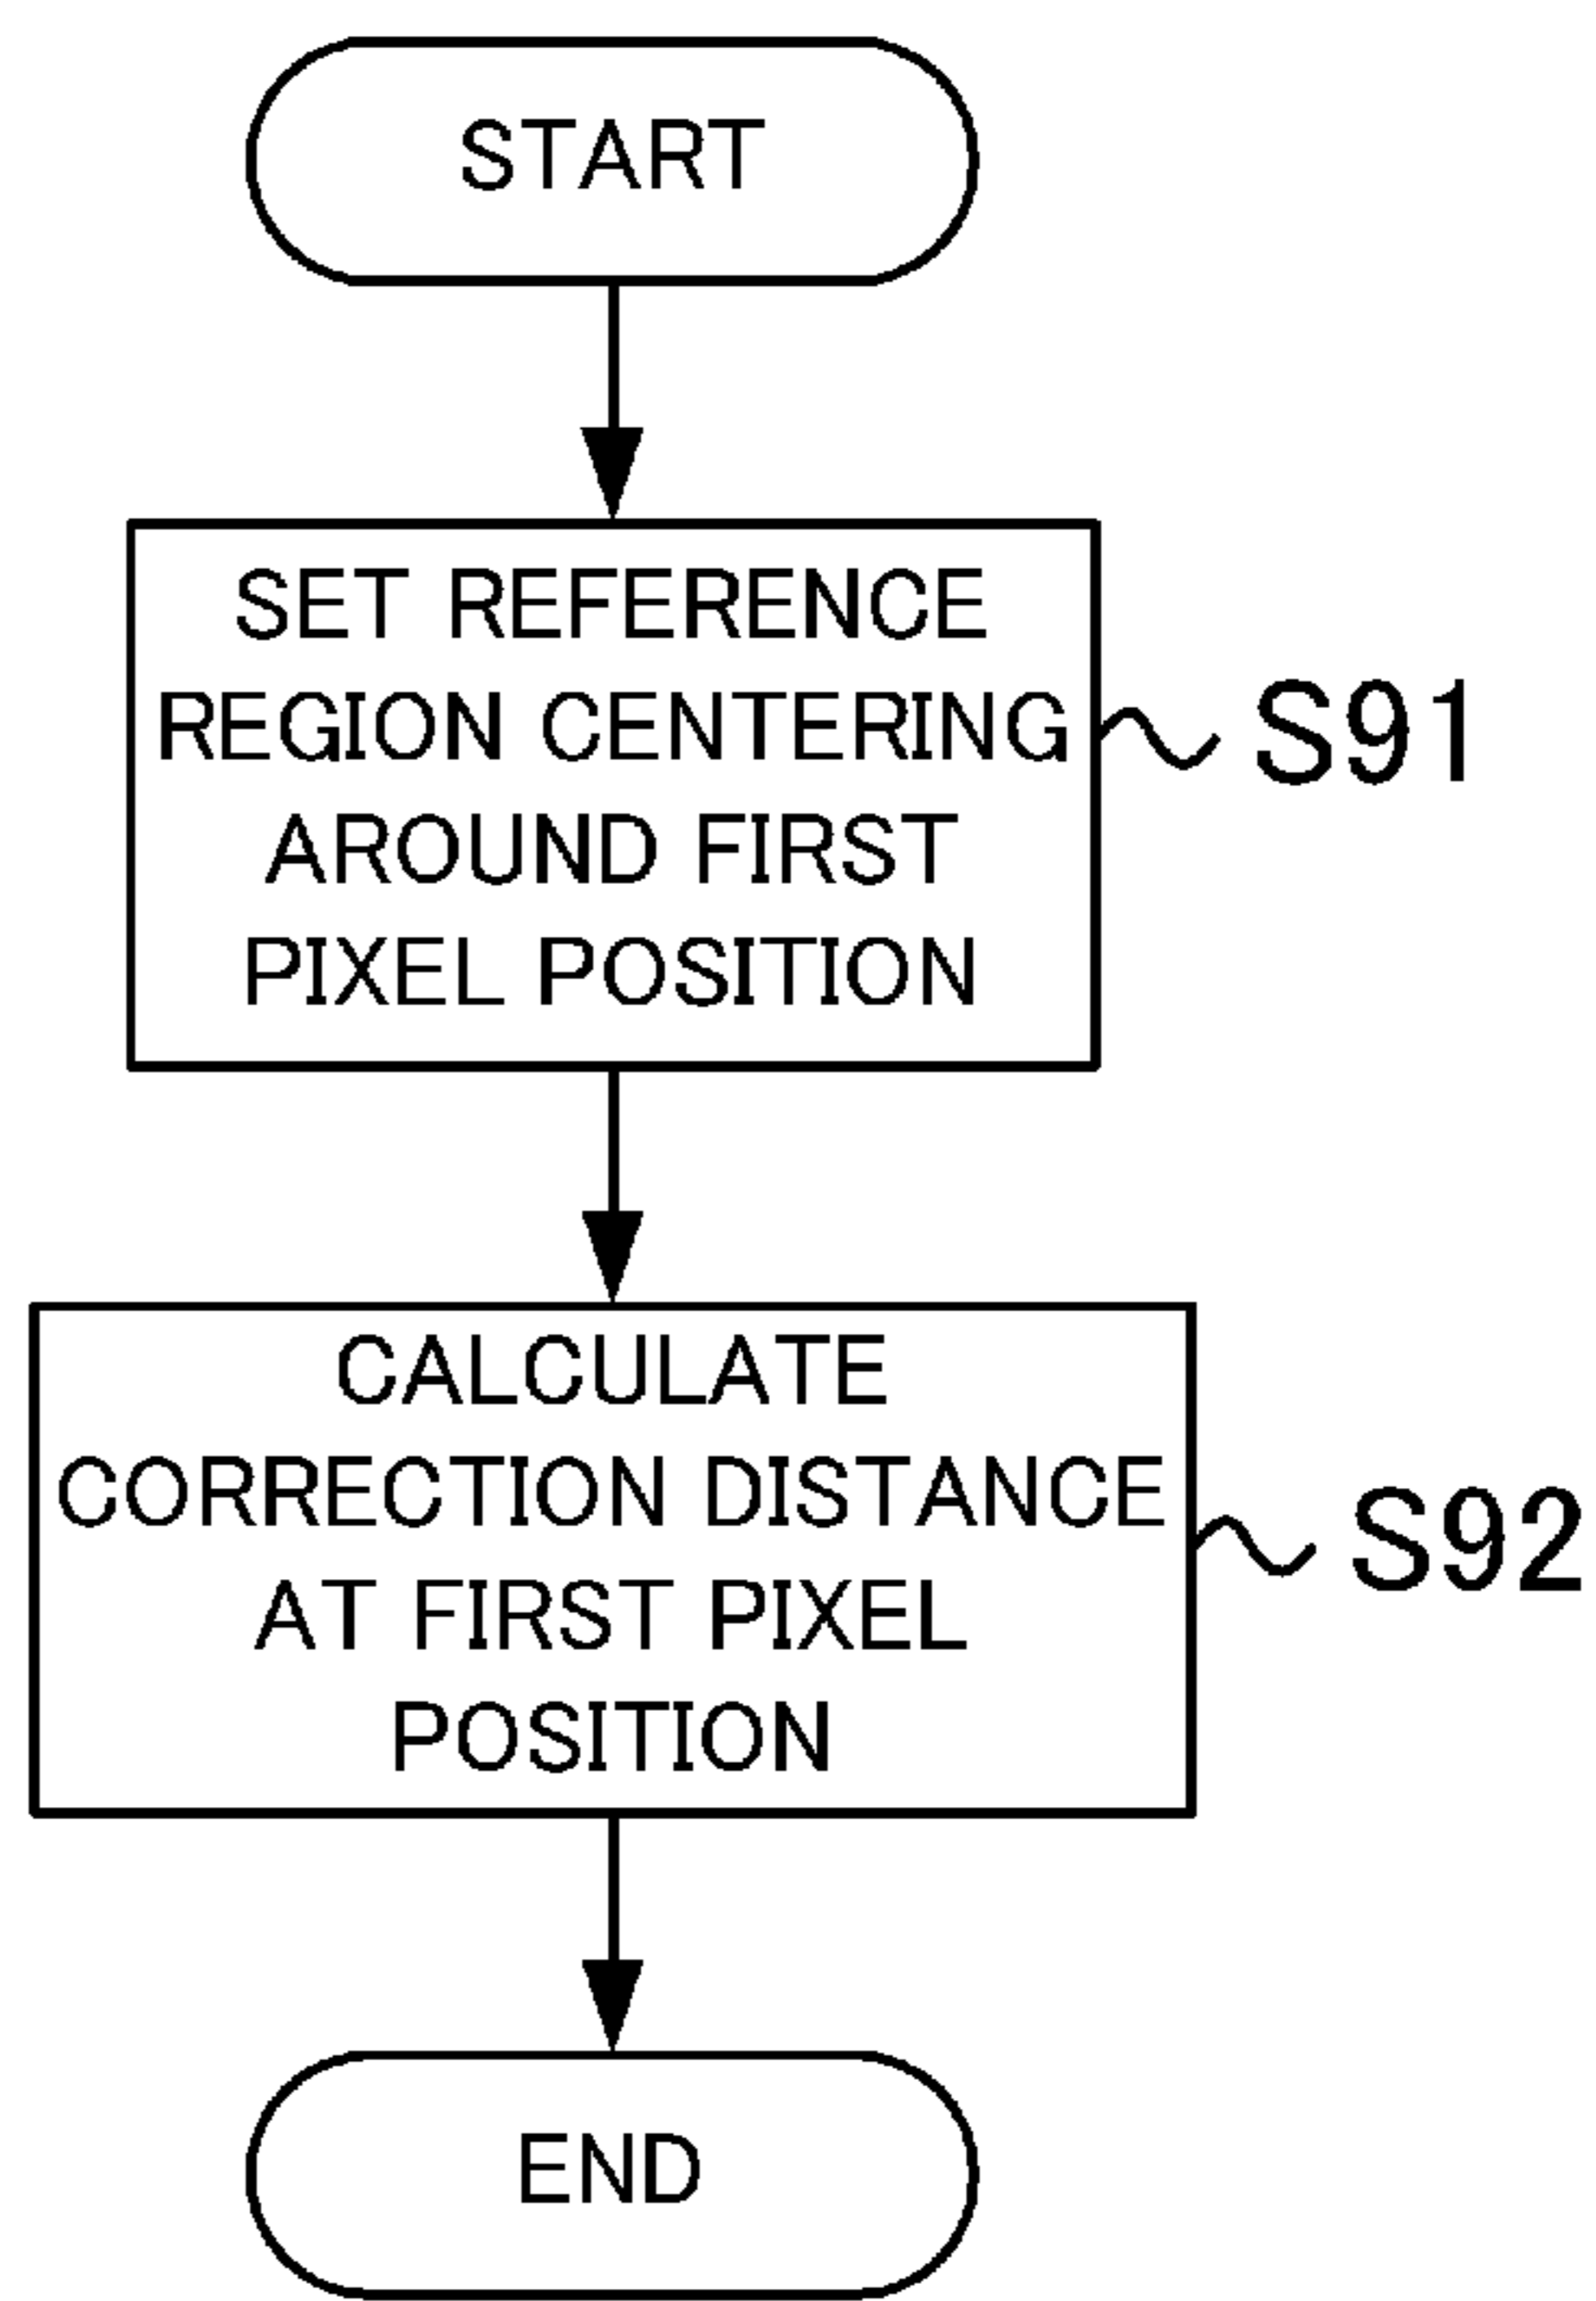 START
SET REFERENCE
REGION CENTERING
AROUND FIRST
PIXEL POSITION
S91
CALCULATE
CORRECTION DISTANCE
AT FIRST PIXEL
POSITION
S92
END